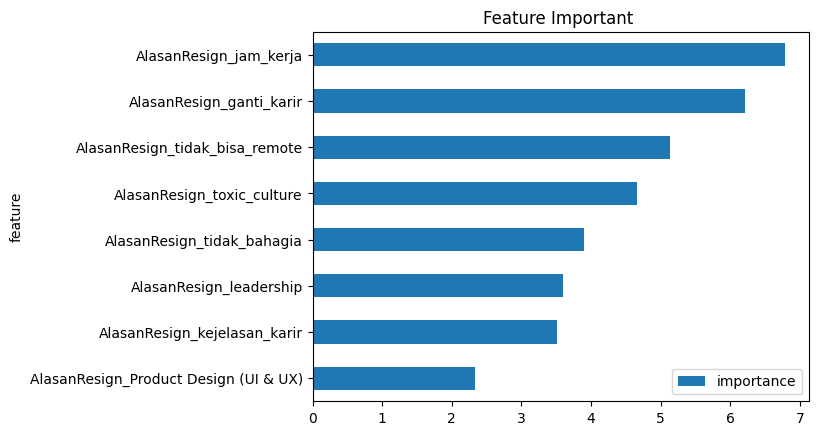 Feature Important
feature
AlasanResign_jam_kerja
AlasanResign_ganti_karir
AlasanResign_tidak_bisa_remote
AlasanResign_toxic_culture
AlasanResign_tidak_bahagia
AlasanResign_leadership
AlasanResign_kejelasan_karir
AlasanResign_Product Design (UI & UX)
importance
0 1 2 3 4 5 6 7